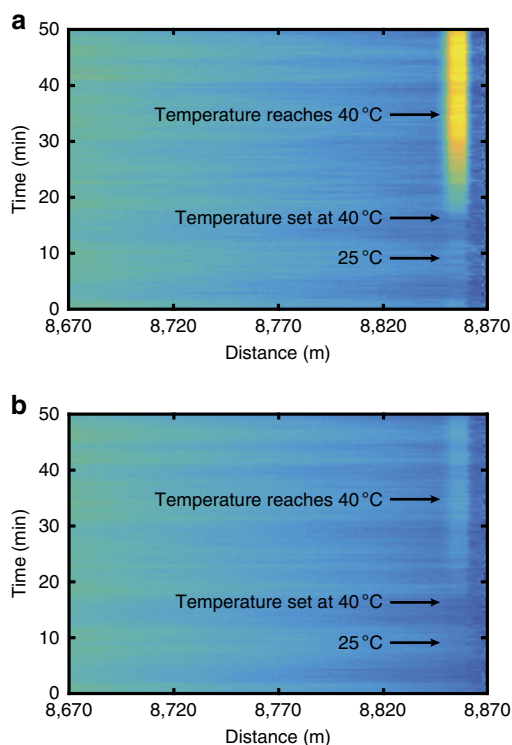 a
50
40
30
20
10
0
Time (min)
Temperature reaches 40 °C
Temperature set at 40 °C
25 °C
8,670 8,720 8,770 8,820 8,870
Distance (m)
b
50
40
30
20
10
0
Time (min)
Temperature reaches 40 °C
Temperature set at 40 °C
25 °C
8,670 8,720 8,770 8,820 8,870
Distance (m)